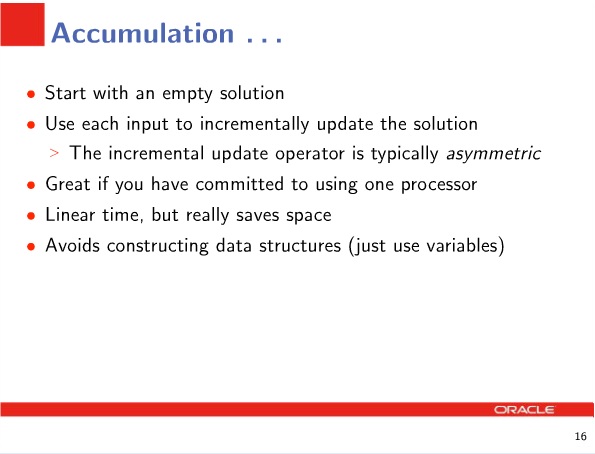 Accumulation . . .
• Start with an empty solution
• Use each input to incrementally update the solution
> The incremental update operator is typically asymmetric
• Great if you have committed to using one processor
• Linear time, but really saves space
• Avoids constructing data structures (just use variables)
ORACLE
16